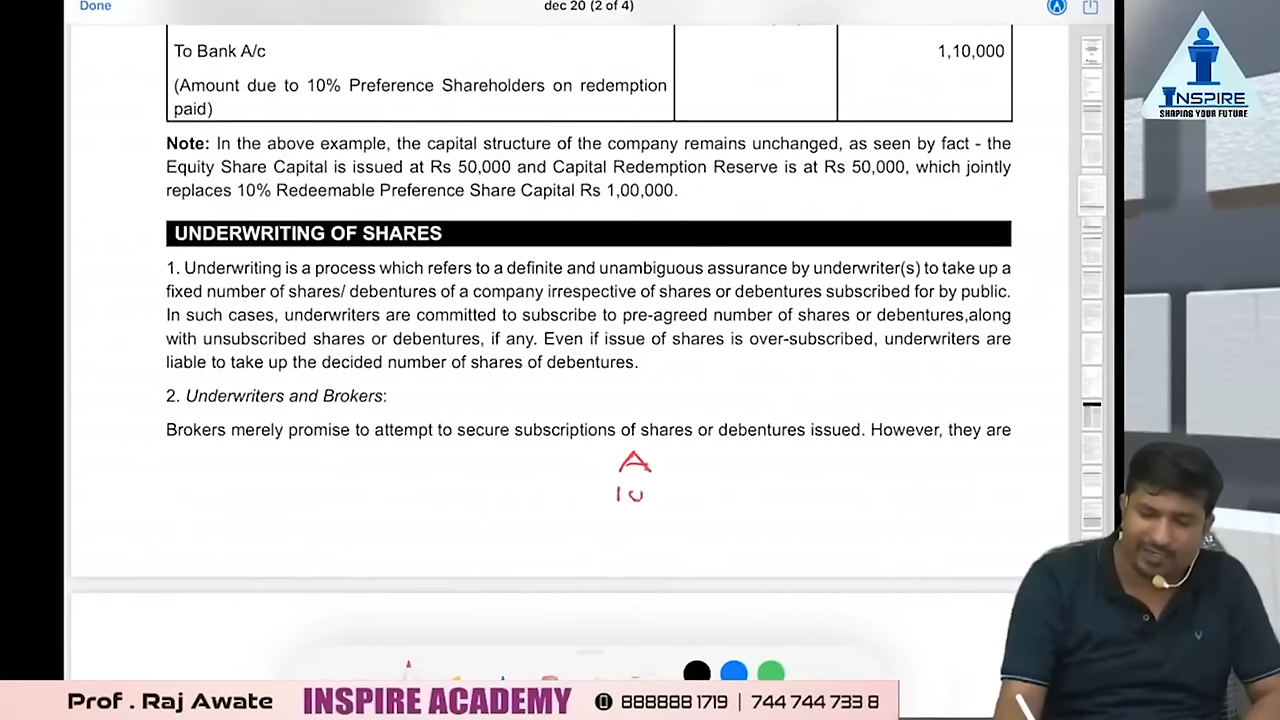 Done
dec 20 (2 of 4)
To Bank A/c 1,10,000
(Amount due to 10% Preference Shareholders on redemption
paid)
Note: In the above example, the capital structure of the company remains unchanged, as seen by fact - the
Equity Share Capital is issued at Rs 50,000 and Capital Redemption Reserve is at Rs 50,000, which jointly
replaces 10% Redeemable Preference Share Capital Rs 1,00,000.
UNDERWRITING OF SHARES
1. Underwriting is a process which refers to a definite and unambiguous assurance by underwriter(s) to take up a
fixed number of shares/ debentures of a company irrespective of shares or debentures subscribed for by public.
In such cases, underwriters are committed to subscribe to pre-agreed number of shares or debentures,along
with unsubscribed shares or debentures, if any. Even if issue of shares is over-subscribed, underwriters are
liable to take up the decided number of shares of debentures.
2. Underwriters and Brokers:
Brokers merely promise to attempt to secure subscriptions of shares or debentures issued. However, they are
A
10
INSPIRE
SHAPING YOUR FUTURE
Prof . Raj Awate INSPIRE ACADEMY 888888 1719 | 744 744 733 8